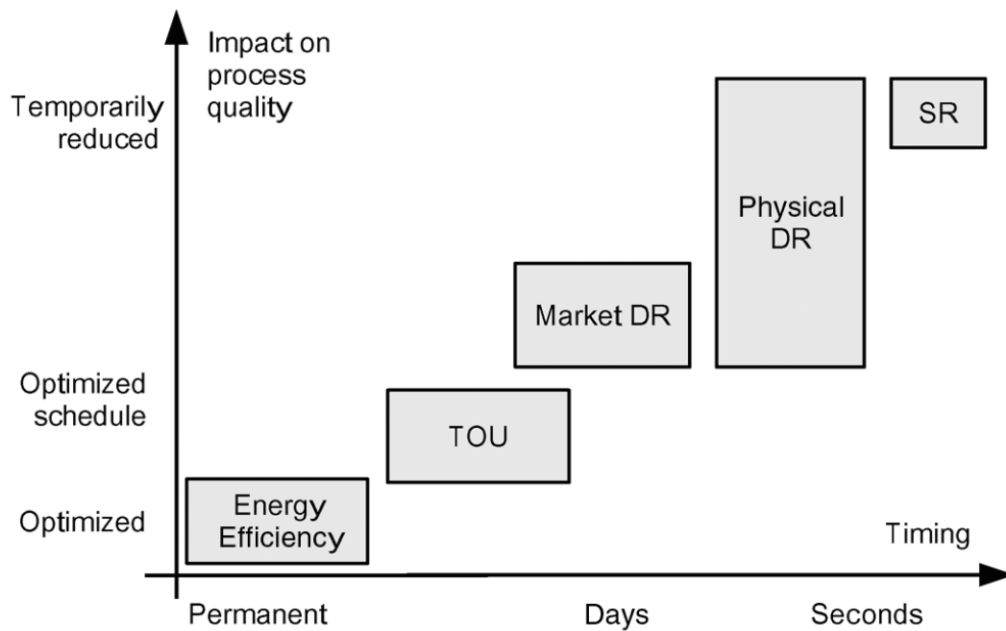 Impact on
process
quality
Temporarily
reduced
SR
Physical
DR
Market DR
Optimized
schedule
TOU
Optimized
Energy
Efficiency
Timing
Permanent
Days
Seconds